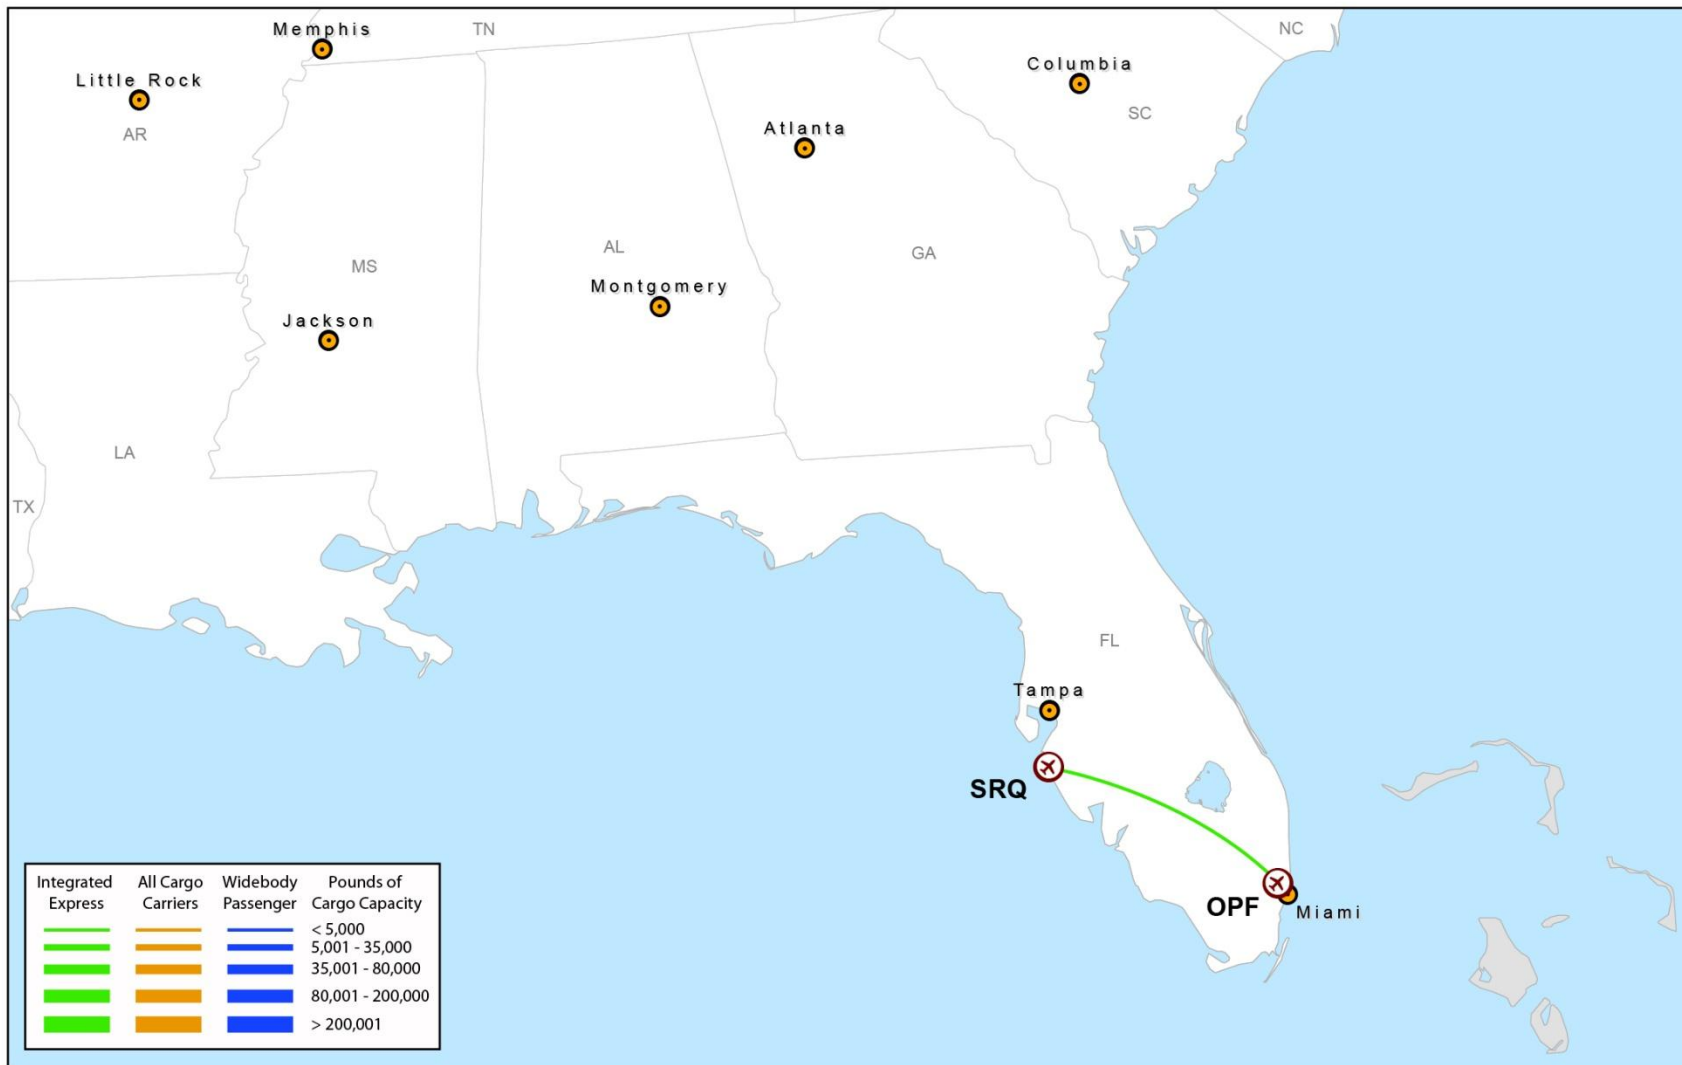 Memphis
TN
NC
Little Rock
Columbia
AR
SC
Atlanta
MS
AL
GA
Montgomery
Jackson
LA
TX
FL
Tampa
SRQ
OPF
Miami
Integrated Express
All Cargo Carriers
Widebody Passenger
Pounds of Cargo Capacity
< 5,000
5,001 - 35,000
35,001 - 80,000
80,001 - 200,000
> 200,001